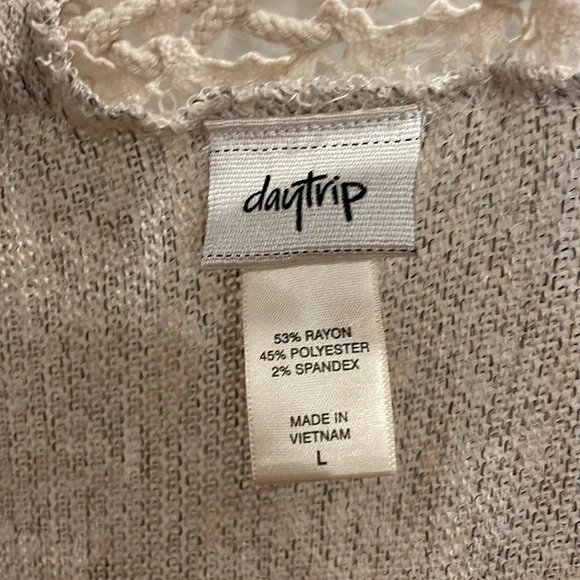 daytrip
53% RAYON
45% POLYESTER
2% SPANDEX
MADE IN
VIETNAM
L